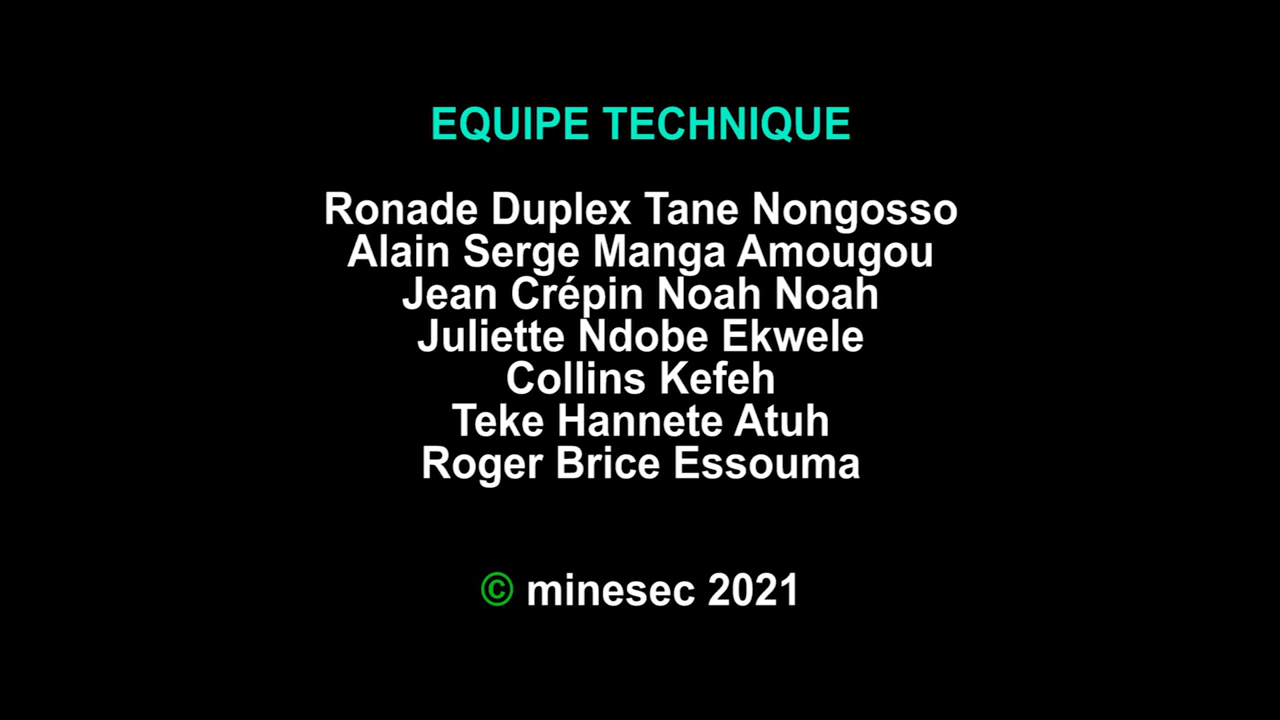 EQUIPE TECHNIQUE
Ronade Duplex Tane Nongosso
Alain Serge Manga Amougou
Jean Crépin Noah Noah
Juliette Ndobe Ekwele
Collins Kefeh
Teke Hannete Atuh
Roger Brice Essouma
© minesec 2021